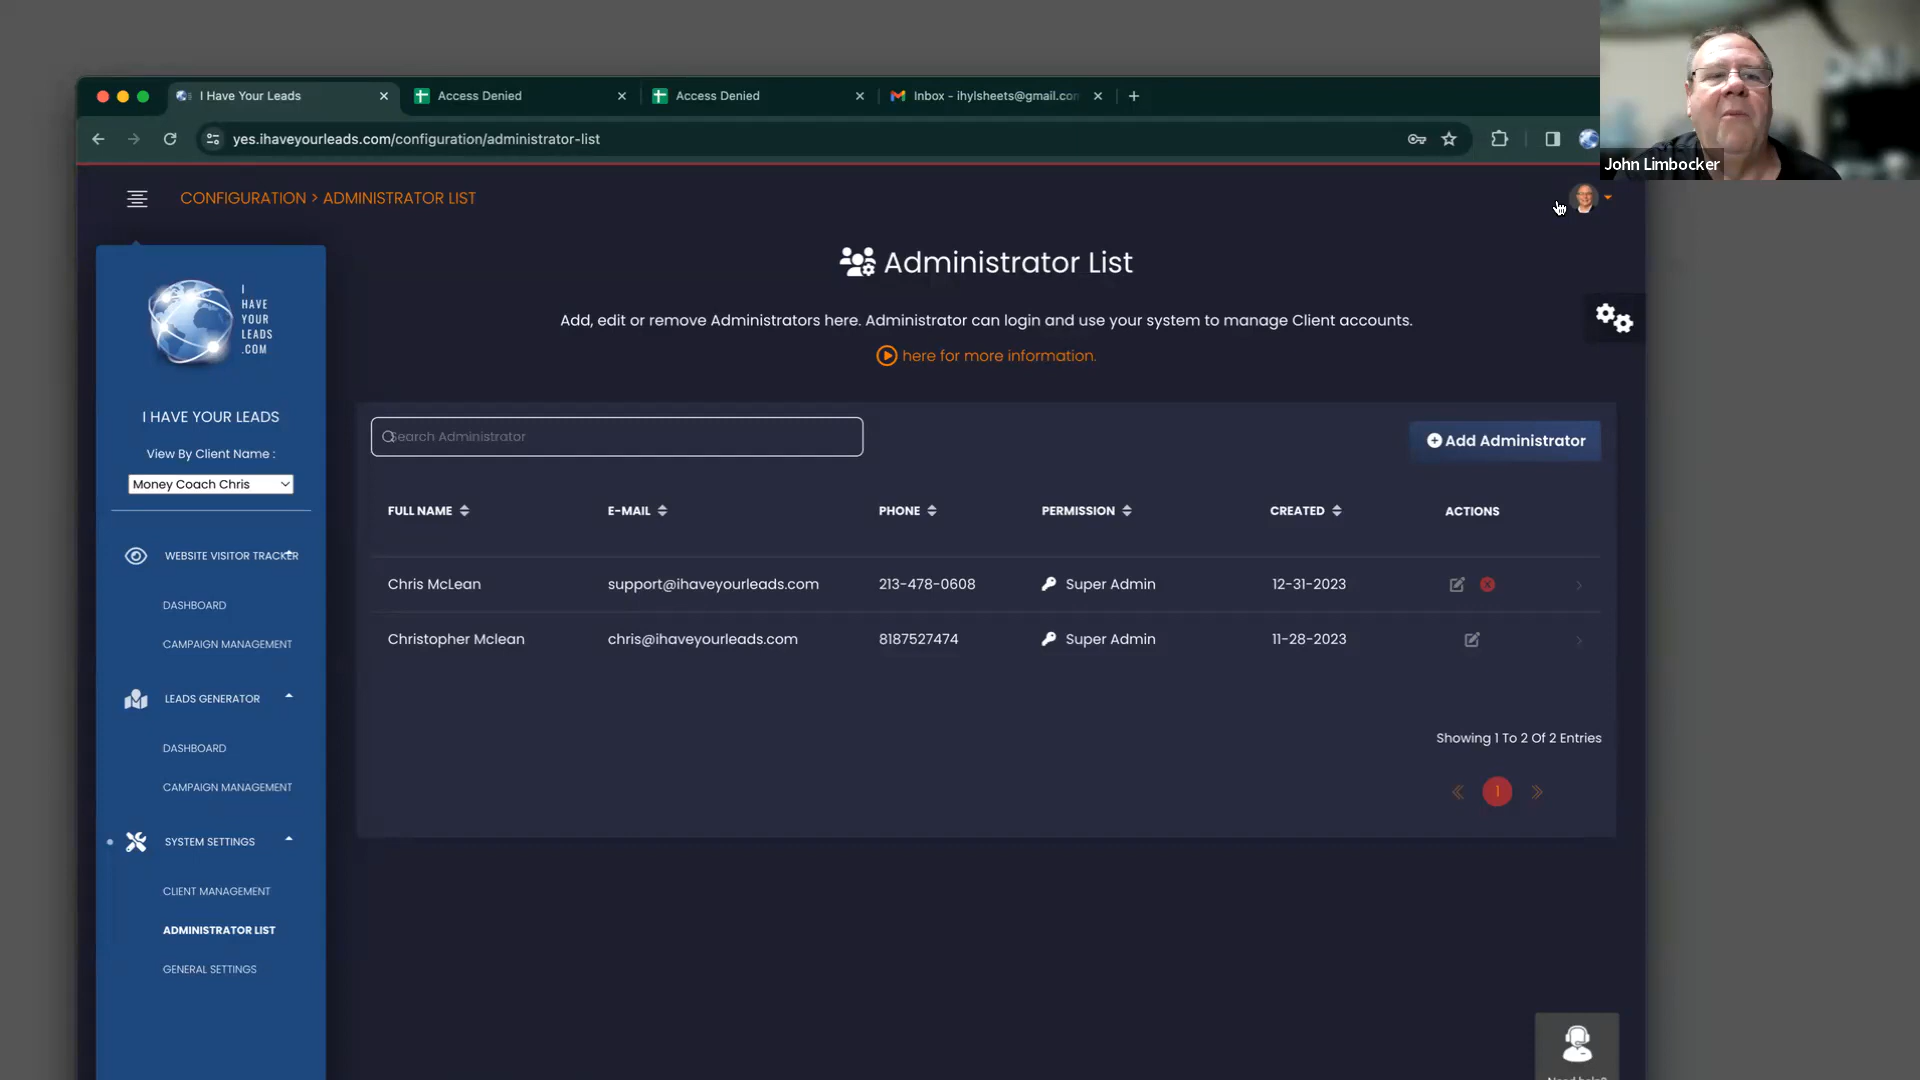 I Have Your Leads
Access Denied
Access Denied
Inbox - ihylsheets@gmail.con
yes.ihaveyourleads.com/configuration/administrator-list
John Limbocker
CONFIGURATION > ADMINISTRATOR LIST
Administrator List
Add, edit or remove Administrators here. Administrator can login and use your system to manage Client accounts.
here for more information.
I
HAVE
YOUR
LEADS
.COM
I HAVE YOUR LEADS
View By Client Name :
Money Coach Chris
Search Administrator
Add Administrator
FULL NAME E-MAIL PHONE PERMISSION CREATED ACTIONS
Chris McLean support@ihaveyourleads.com 213-478-0608 Super Admin 12-31-2023
Christopher Mclean chris@ihaveyourleads.com 8187527474 Super Admin 11-28-2023
Showing 1 To 2 Of 2 Entries
« 1 »
WEBSITE VISITOR TRACKER
DASHBOARD
CAMPAIGN MANAGEMENT
LEADS GENERATOR
DASHBOARD
CAMPAIGN MANAGEMENT
SYSTEM SETTINGS
CLIENT MANAGEMENT
ADMINISTRATOR LIST
GENERAL SETTINGS